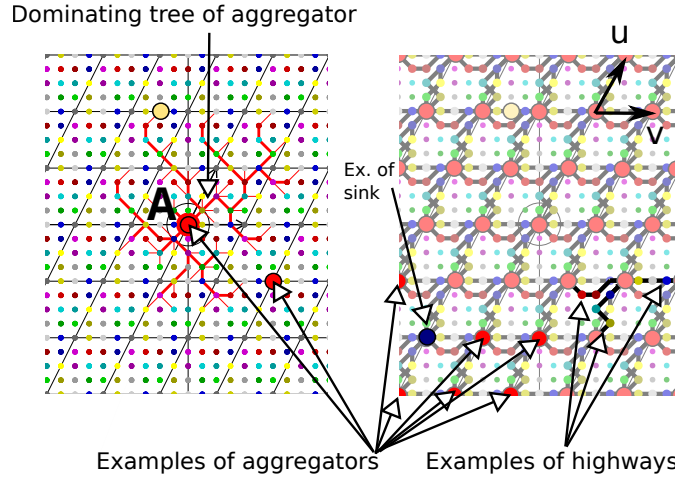 Dominating tree of aggregator
u
v
A
Ex. of
sink
Examples of aggregators
Examples of highways